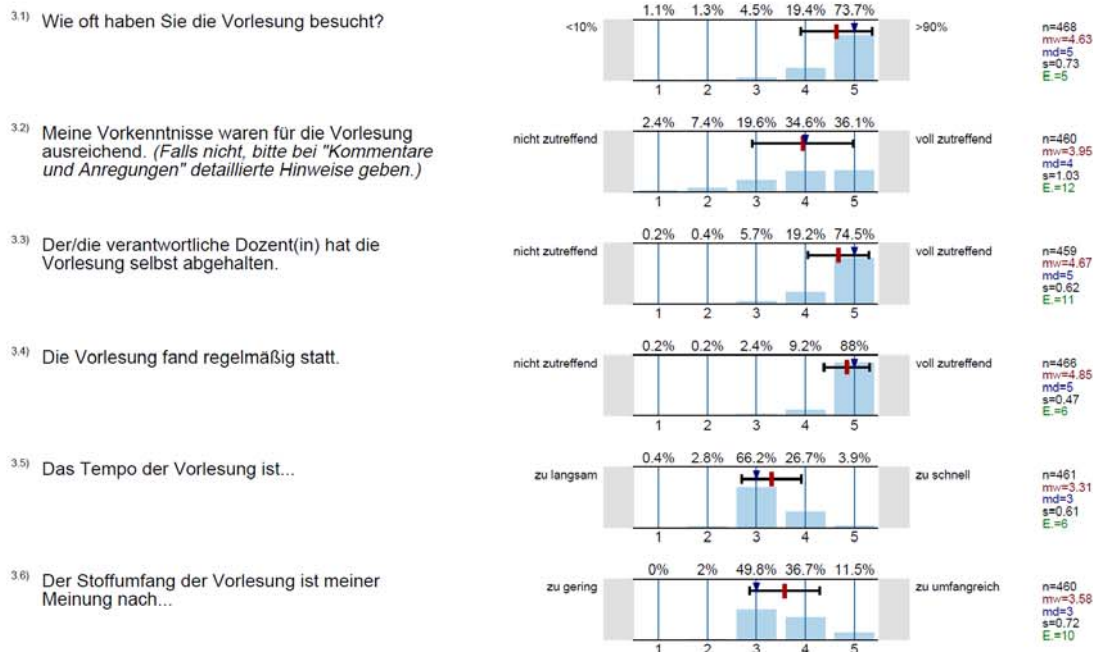 3.1) Wie oft haben Sie die Vorlesung besucht?
<10%
1.1% 1.3% 4.5% 19.4% 73.7%
1 2 3 4 5
>90%
n=468
mw=4.63
md=5
s=0.73
E.=5
3.2) Meine Vorkenntnisse waren für die Vorlesung
ausreichend. (Falls nicht, bitte bei "Kommentare
und Anregungen" detaillierte Hinweise geben.)
nicht zutreffend
2.4% 7.4% 19.6% 34.6% 36.1%
1 2 3 4 5
voll zutreffend
n=460
mw=3.95
md=4
s=1.03
E.=12
3.3) Der/die verantwortliche Dozent(in) hat die
Vorlesung selbst abgehalten.
nicht zutreffend
0.2% 0.4% 5.7% 19.2% 74.5%
1 2 3 4 5
voll zutreffend
n=459
mw=4.67
md=5
s=0.62
E.=11
3.4) Die Vorlesung fand regelmäßig statt.
nicht zutreffend
0.2% 0.2% 2.4% 9.2% 88%
1 2 3 4 5
voll zutreffend
n=466
mw=4.85
md=5
s=0.47
E.=6
3.5) Das Tempo der Vorlesung ist...
zu langsam
0.4% 2.8% 66.2% 26.7% 3.9%
1 2 3 4 5
zu schnell
n=461
mw=3.31
md=3
s=0.61
E.=6
3.6) Der Stoffumfang der Vorlesung ist meiner
Meinung nach...
zu gering
0% 2% 49.8% 36.7% 11.5%
1 2 3 4 5
zu umfangreich
n=460
mw=3.58
md=3
s=0.72
E.=10